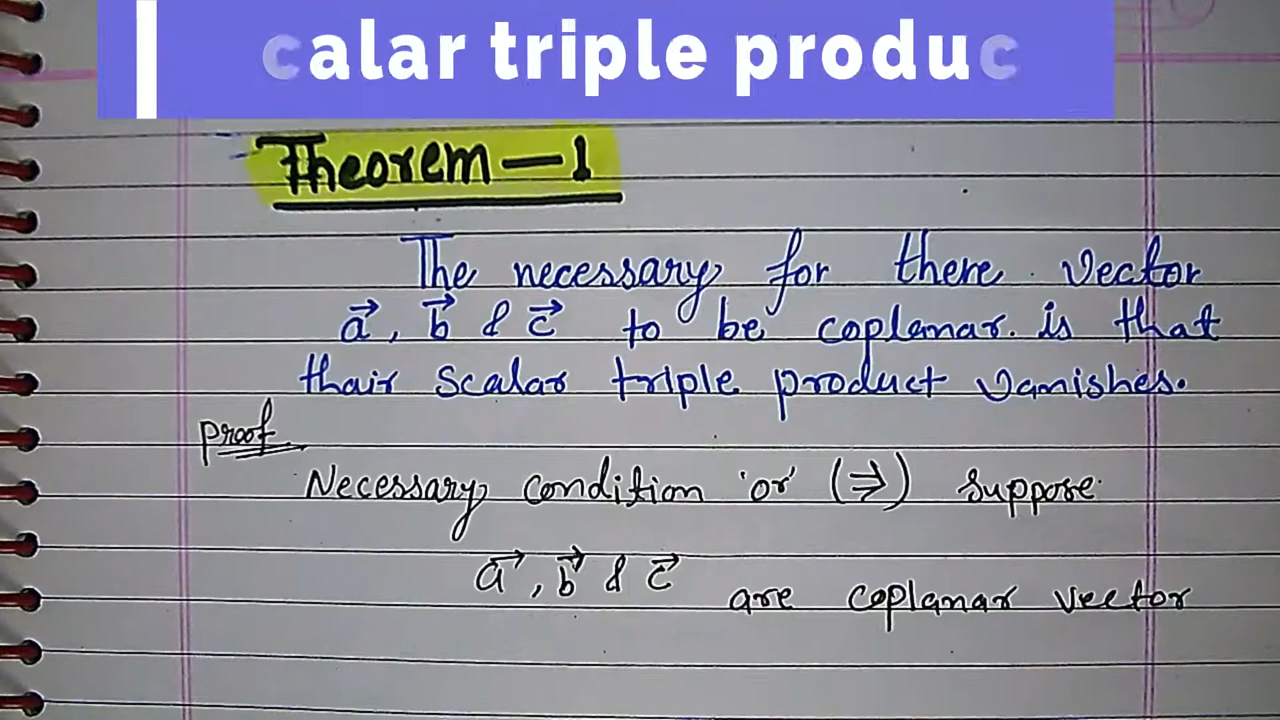 calar triple produc
Theorem — 1
The necessary for there vector
a⃗, b⃗ & c⃗ to be coplanar. is that
thair scalar triple product vanishes.
Proof
Necessary condition 'or' (⇒) suppose
a⃗, b⃗ & c⃗ are coplanar vector